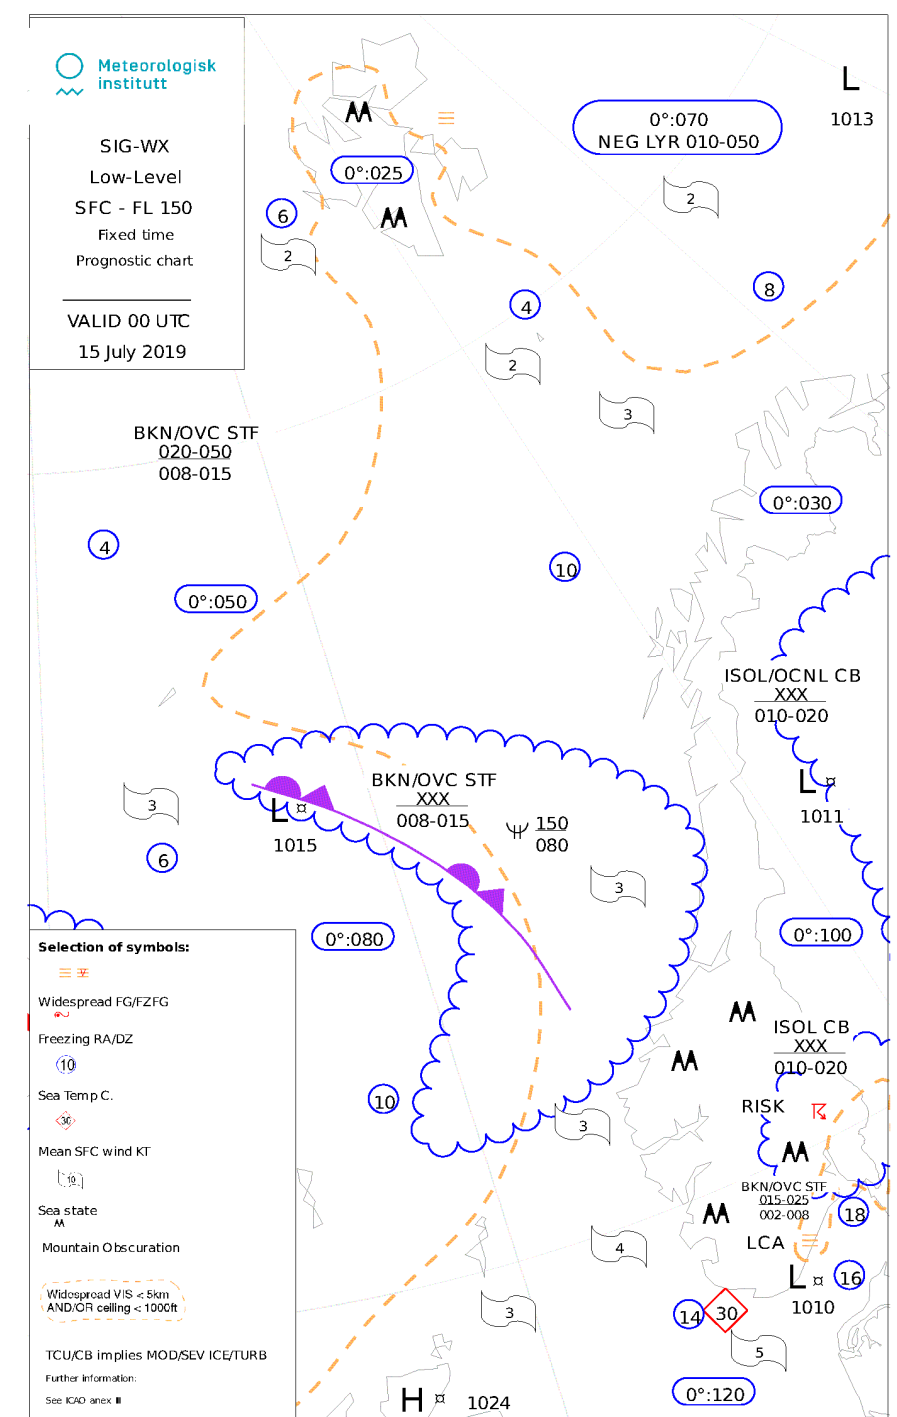 Meteorologisk
institutt
SIG-WX
Low-Level
SFC - FL 150
Fixed time
Prognostic chart
VALID 00 UTC
15 July 2019
L
1013
0°:070
NEG LYR 010-050
0°:025
2
6
2
8
4
2
3
BKN/OVC STF
020-050
008-015
0°:030
4
10
0°:050
ISOL/OCNL CB
XXX
010-020
L
1011
BKN/OVC STF
XXX
008-015
150
080
3
L
1015
6
3
0°:080
0°:100
Selection of symbols:
Widespread FG/FZFG
Freezing RA/DZ
10
Sea Temp C.
30
Mean SFC wind KT
10
Sea state
Mountain Obscuration
Widespread VIS < 5km
AND/OR ceiling < 1000ft
TCU/CB implies MOD/SEV ICE/TURB
Further information:
See ICAO anex III
ISOL CB
XXX
010-020
10
RISK
3
BKN/OVC STF
015-025
002-008
18
LCA
4
L
16
1010
3
14
30
5
0°:120
H
1024